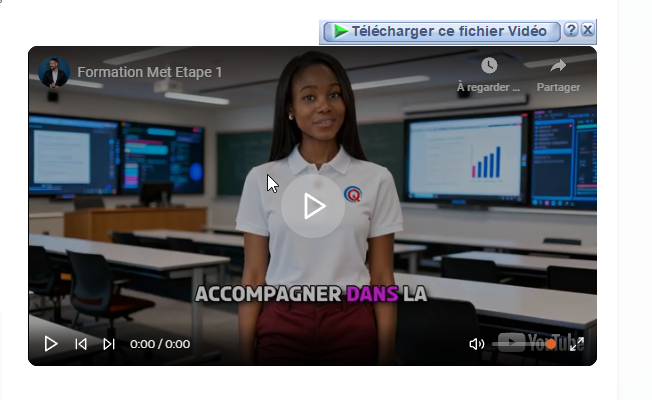 Télécharger ce fichier Vidéo ? X
Formation Met Etape 1
À regarder ...
Partager
Q
ACCOMPAGNER DANS LA
0:00 / 0:00
YouTube